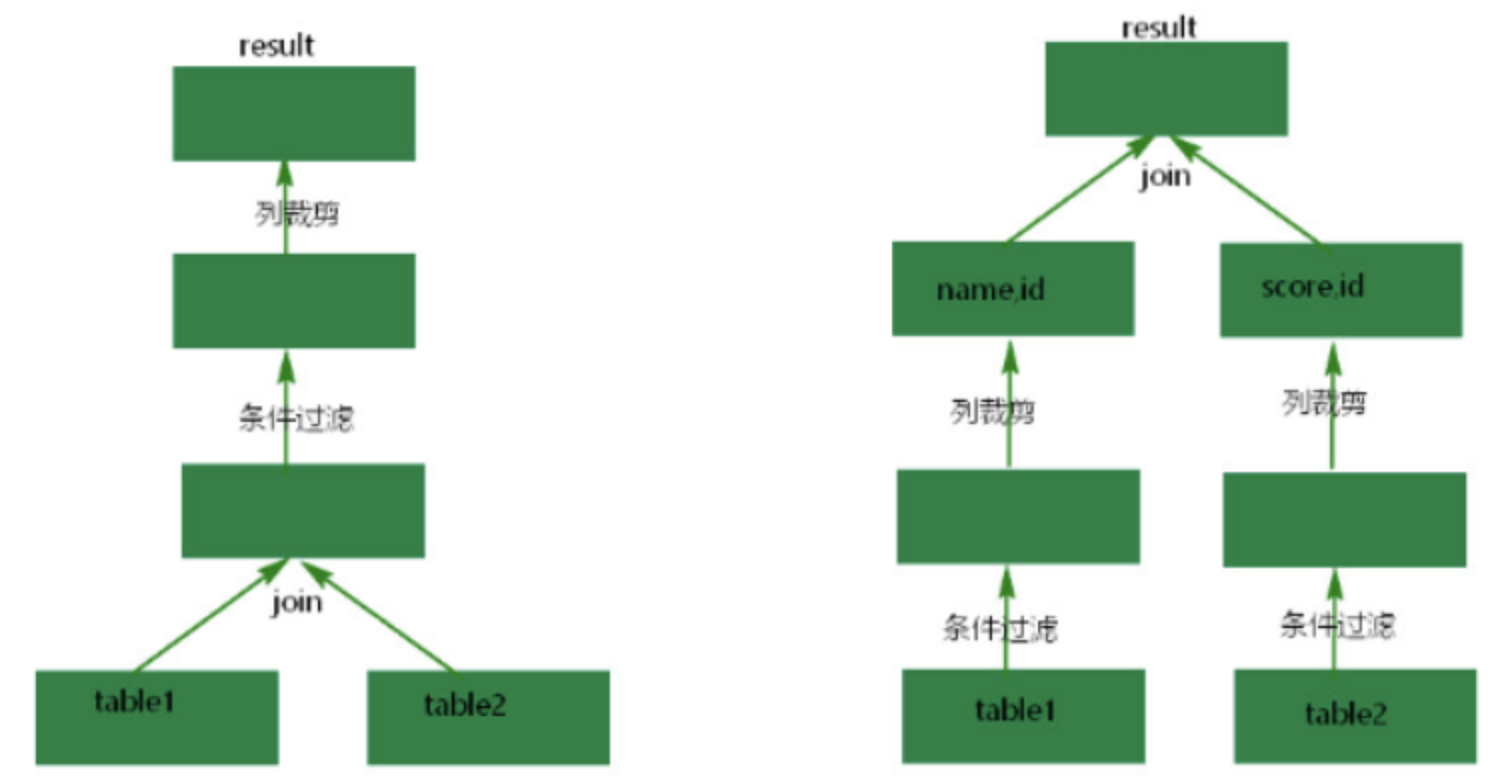 result
列裁剪
条件过滤
join
table1
table2
result
join
name,id
score,id
列裁剪
列裁剪
条件过滤
条件过滤
table1
table2